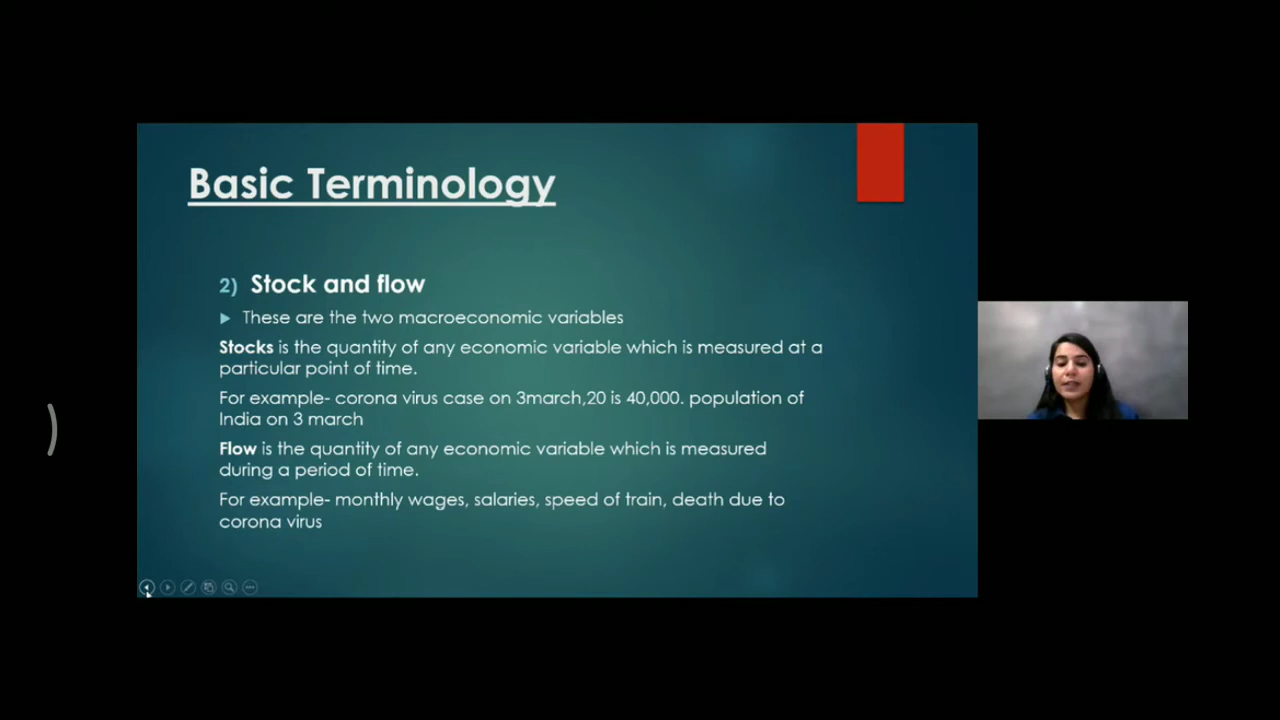 Basic Terminology
2) Stock and flow
These are the two macroeconomic variables
Stocks is the quantity of any economic variable which is measured at a
particular point of time.
For example- corona virus case on 3march,20 is 40,000. population of
India on 3 march
Flow is the quantity of any economic variable which is measured
during a period of time.
For example- monthly wages, salaries, speed of train, death due to
corona virus